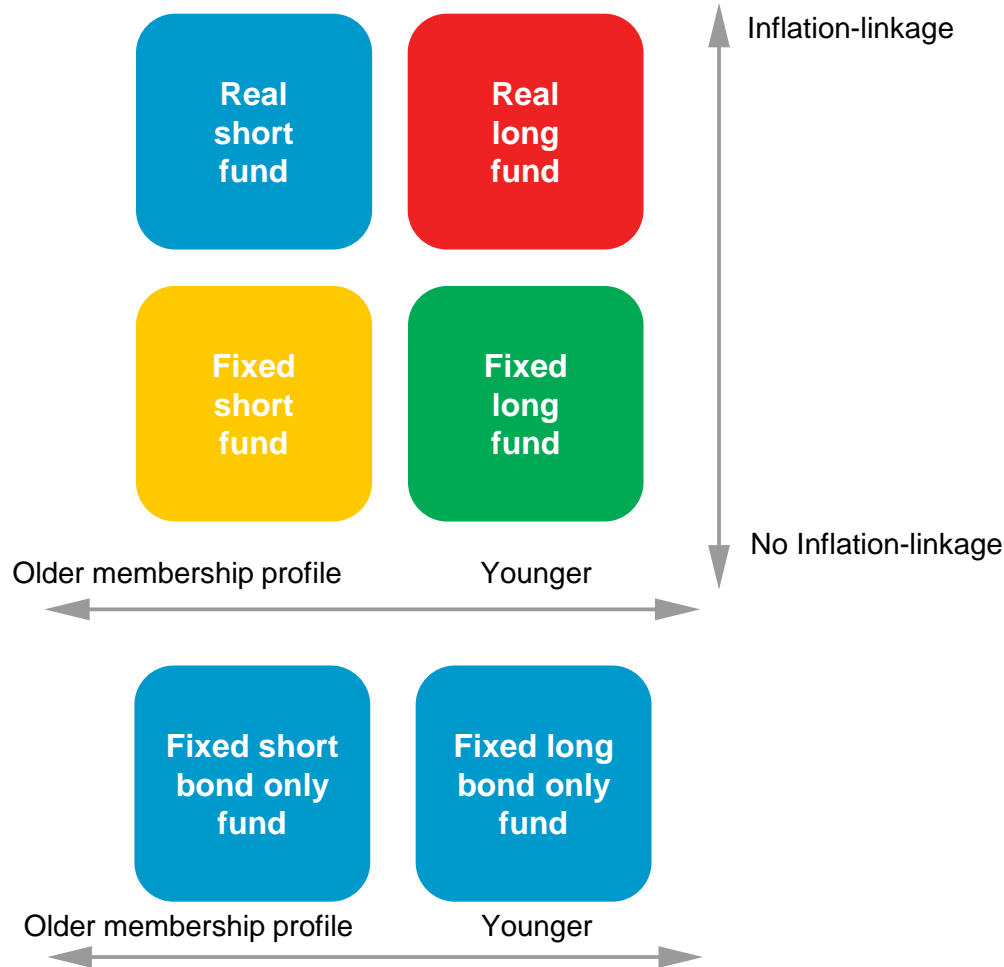 Inflation-linkage
Real
short
fund
Real
long
fund
Fixed
short
fund
Fixed
long
fund
No Inflation-linkage
Older membership profile
Younger
Fixed short
bond only
fund
Fixed long
bond only
fund
Older membership profile
Younger